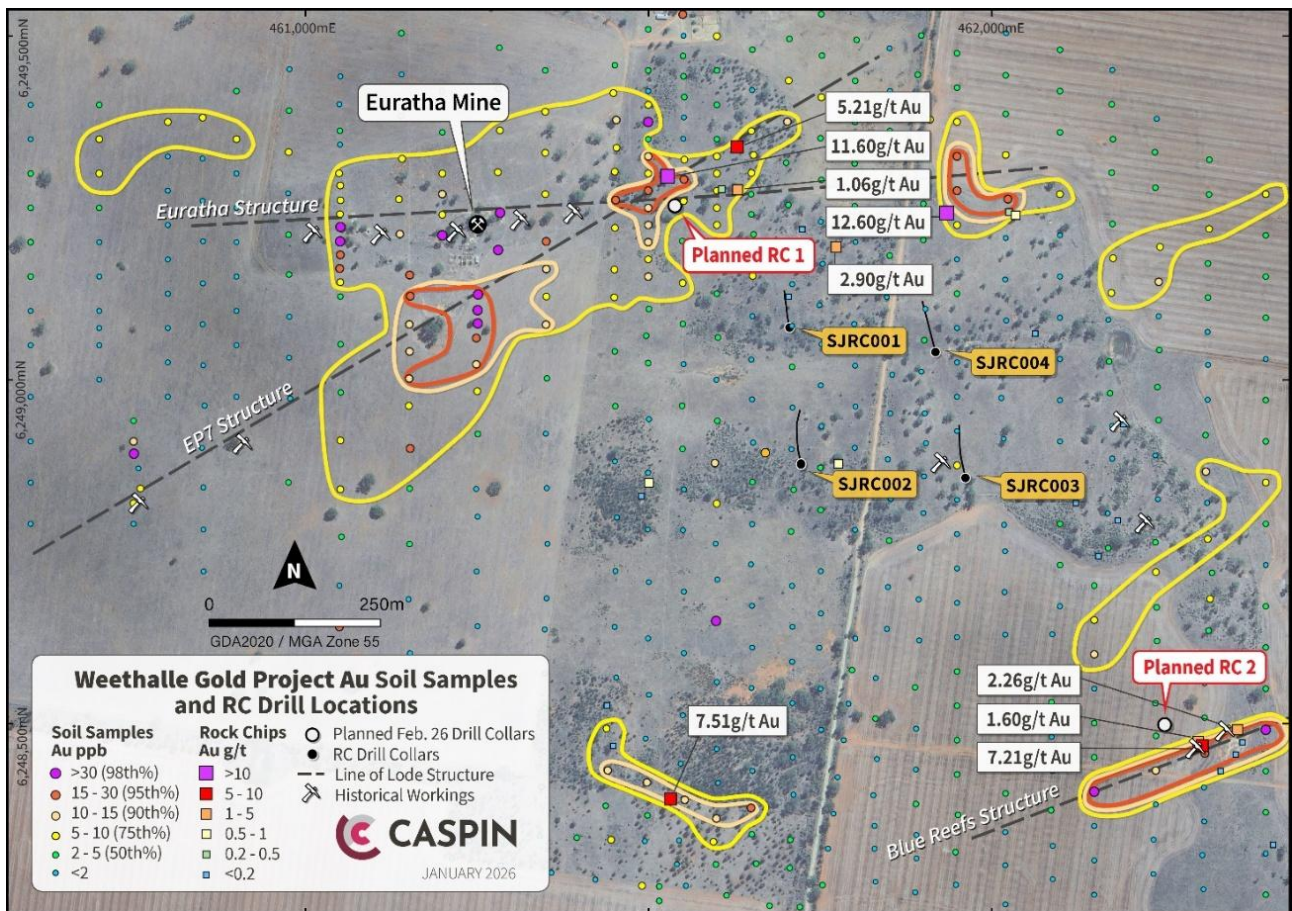 461,000mE
462,000mE
6,249,500mN
Euratha Mine
5.21g/t Au
11.60g/t Au
1.06g/t Au
12.60g/t Au
2.90g/t Au
Euratha Structure
Planned RC 1
SJRC001
SJRC004
6,249,000mN
EP7 Structure
SJRC002
SJRC003
N
0 250m
GDA2020 / MGA Zone 55
Planned RC 2
2.26g/t Au
1.60g/t Au
7.21g/t Au
7.51g/t Au
6,248,500mN
Blue Reefs Structure
Weethalle Gold Project Au Soil Samples
and RC Drill Locations
Soil Samples
Au ppb
>30 (98th%)
15 - 30 (95th%)
10 - 15 (90th%)
5 - 10 (75th%)
2 - 5 (50th%)
<2
Rock Chips
Au g/t
>10
5 - 10
1 - 5
0.5 - 1
0.2 - 0.5
<0.2
Planned Feb. 26 Drill Collars
RC Drill Collars
Line of Lode Structure
Historical Workings
CASPIN
JANUARY 2026